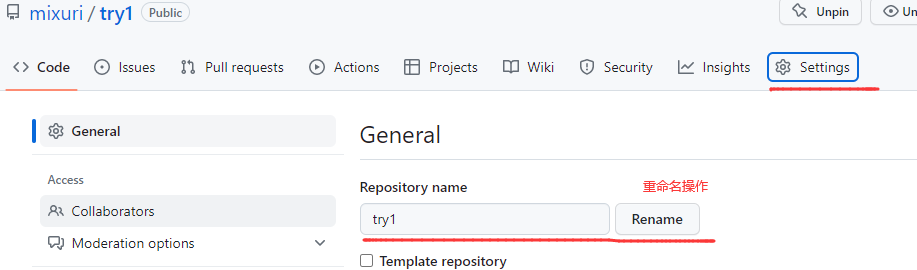 mixuri / try1 Public Unpin
Code Issues Pull requests Actions Projects Wiki Security Insights Settings
General
General
Access
Repository name 重命名操作
Collaborators
try1 Rename
Moderation options
Template repository